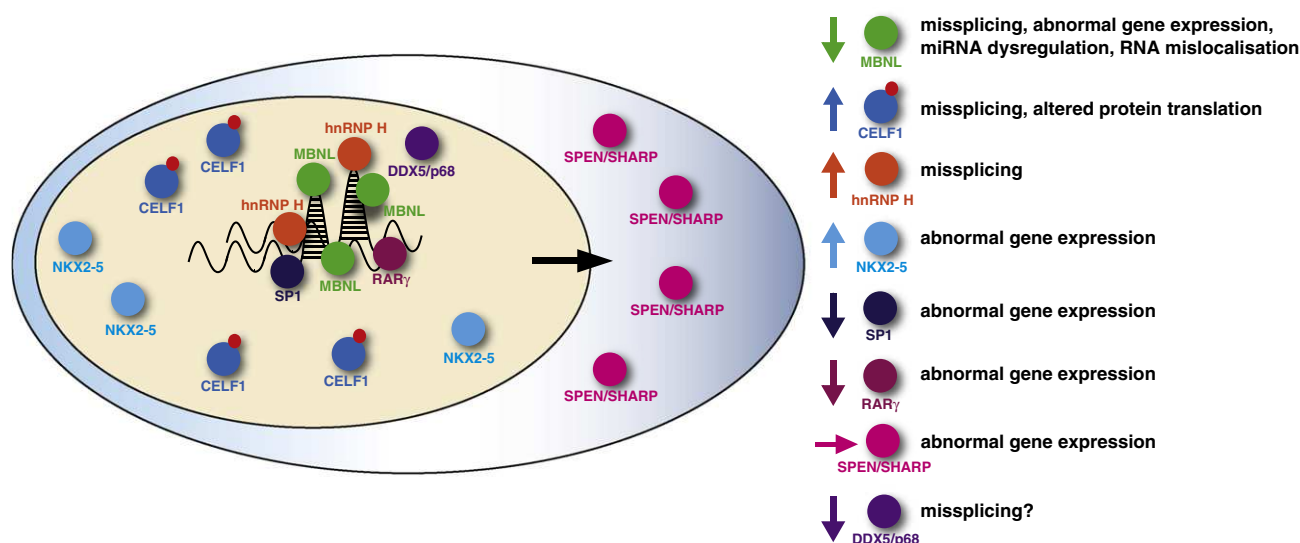 hnRNP H
CELF1
MBNL
DDX5/p68
CELF1
hnRNP H
MBNL
NKX2-5
SP1
MBNL
RARγ
NKX2-5
NKX2-5
CELF1
CELF1
SPEN/SHARP
SPEN/SHARP
SPEN/SHARP
SPEN/SHARP
missplicing, abnormal gene expression,
miRNA dysregulation, RNA mislocalisation
MBNL
missplicing, altered protein translation
CELF1
missplicing
hnRNP H
abnormal gene expression
NKX2-5
abnormal gene expression
SP1
abnormal gene expression
RARγ
abnormal gene expression
SPEN/SHARP
missplicing?
DDX5/p68